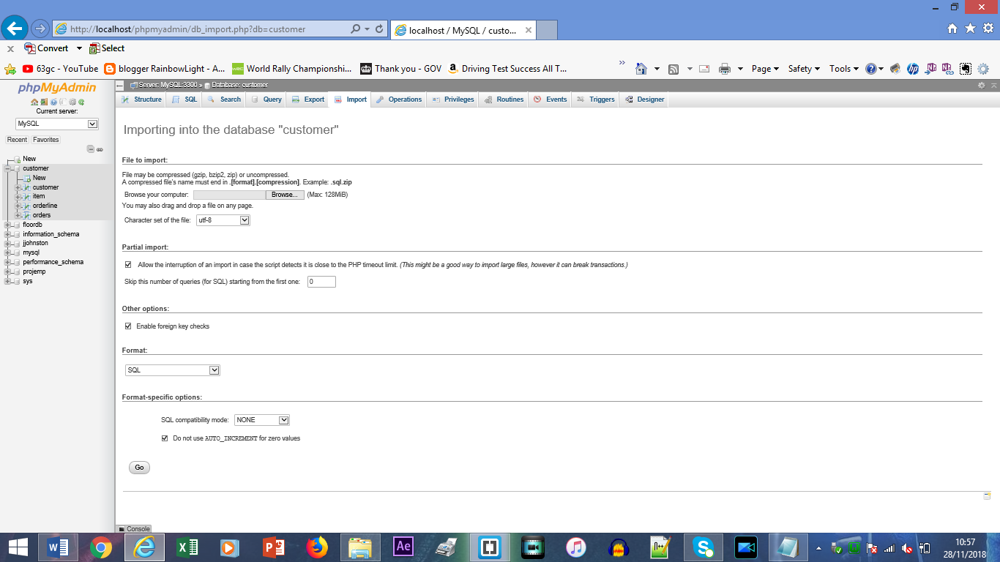 http://localhost/phpmyadmin/db_import.php?db=customer
localhost / MySQL / custo...
x Convert Select
63gc - YouTube blogger RainbowLight - A... World Rally Championshi... Thank you - GOV Driving Test Success All T...
Page Safety Tools
phpMyAdmin
Current server:
MySQL
Recent Favorites
New
customer
New
customer
item
orderline
orders
floordb
information_schema
jjohnston
mysql
performance_schema
projemp
sys
Server: MySQL:3306 » Database: customer
Structure SQL Search Query Export Import Operations Privileges Routines Events Triggers Designer
Importing into the database "customer"
File to import:
File may be compressed (gzip, bzip2, zip) or uncompressed.
A compressed file's name must end in .[format].[compression]. Example: .sql.zip
Browse your computer: Browse... (Max: 128MiB)
You may also drag and drop a file on any page.
Character set of the file: utf-8
Partial import:
Allow the interruption of an import in case the script detects it is close to the PHP timeout limit. (This might be a good way to import large files, however it can break transactions.)
Skip this number of queries (for SQL) starting from the first one: 0
Other options:
Enable foreign key checks
Format:
SQL
Format-specific options:
SQL compatibility mode: NONE
Do not use AUTO_INCREMENT for zero values
Go
Console
Ae
10:57
28/11/2018